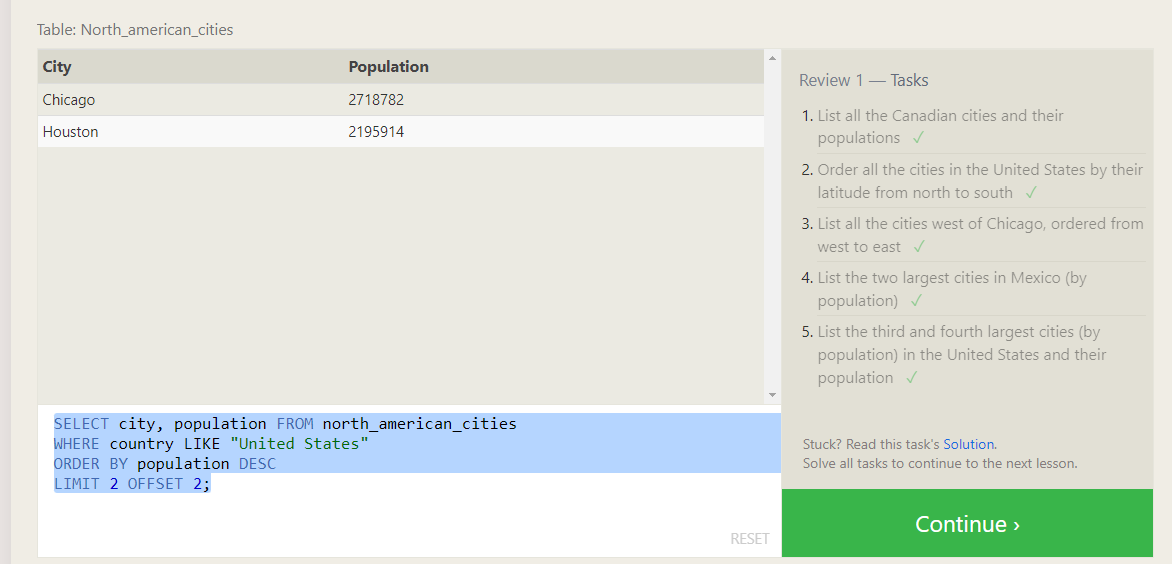 Table: North_american_cities
City Population
Chicago 2718782
Houston 2195914
SELECT city, population FROM north_american_cities
WHERE country LIKE "United States"
ORDER BY population DESC
LIMIT 2 OFFSET 2;
RESET
Review 1 — Tasks
1. List all the Canadian cities and their
populations ✓
2. Order all the cities in the United States by their
latitude from north to south ✓
3. List all the cities west of Chicago, ordered from
west to east ✓
4. List the two largest cities in Mexico (by
population) ✓
5. List the third and fourth largest cities (by
population) in the United States and their
population ✓
Stuck? Read this task's Solution.
Solve all tasks to continue to the next lesson.
Continue ›